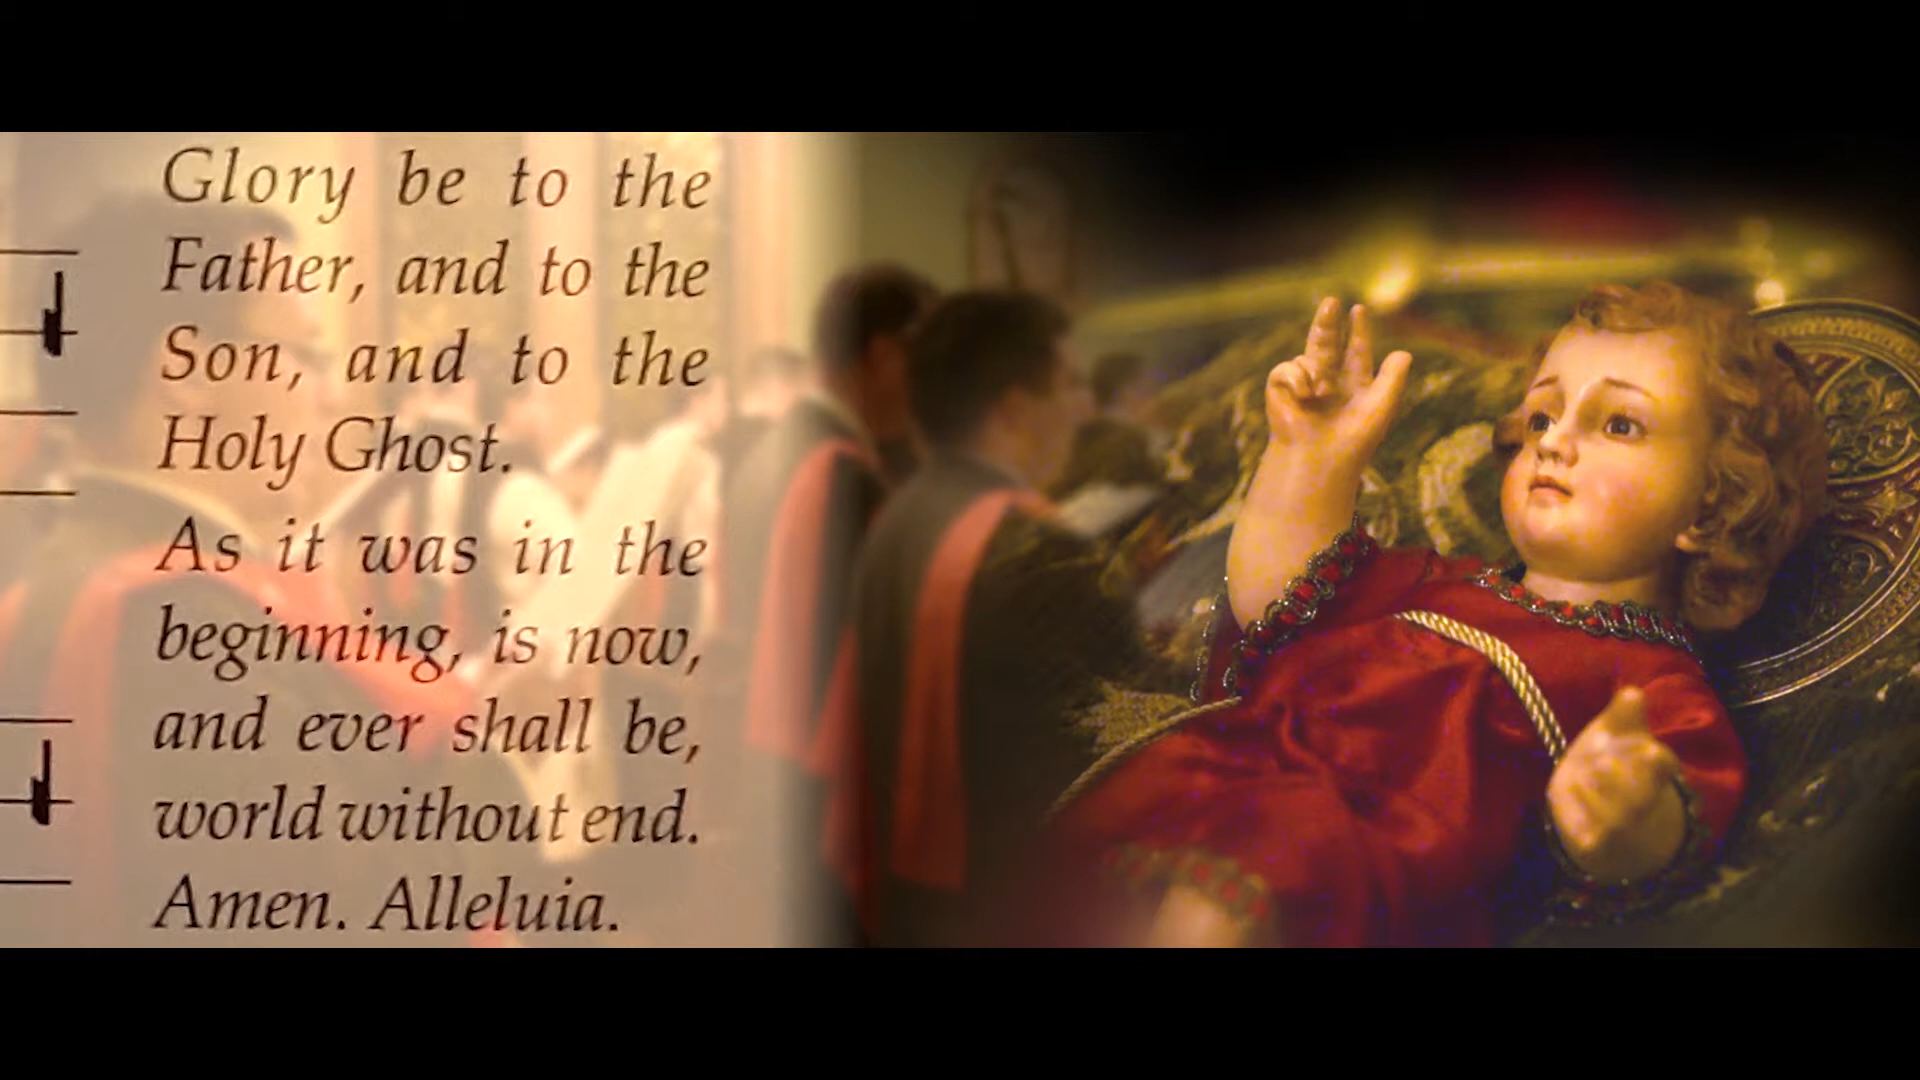 Glory be to the
Father, and to the
Son, and to the
Holy Ghost.
As it was in the
beginning, is now,
and ever shall be,
world without end.
Amen. Alleluia.